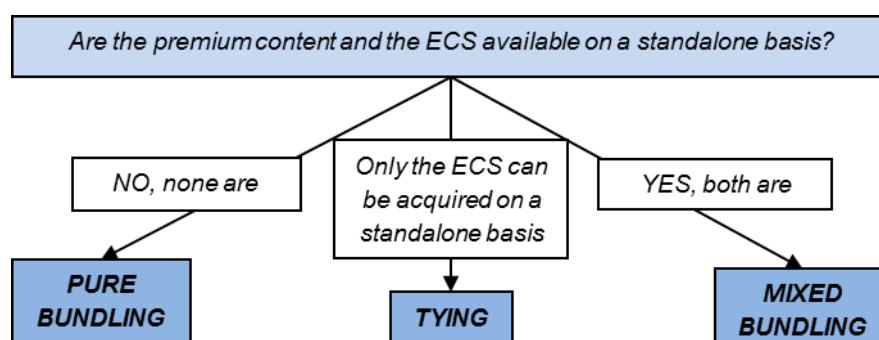 Are the premium content and the ECS available on a standalone basis?
NO, none are
Only the ECS can
be acquired on a
standalone basis
YES, both are
PURE
BUNDLING
TYING
MIXED
BUNDLING